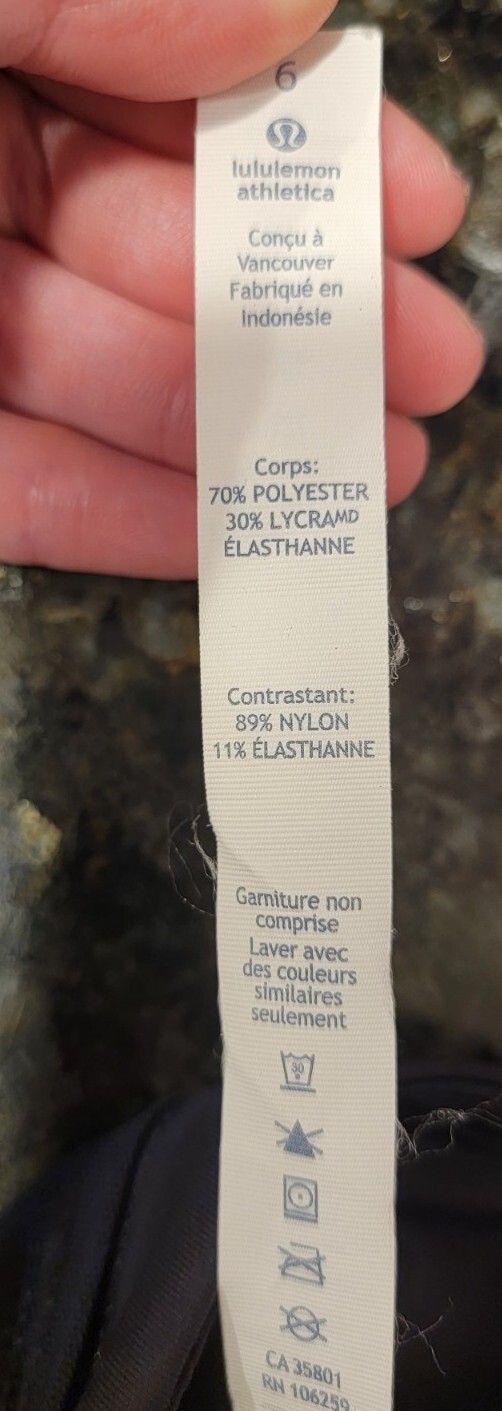 6
lululemon
athletica
Conçu à
Vancouver
Fabriqué en
Indonésie
Corps:
70% POLYESTER
30% LYCRAMD
ÉLASTHANNE
Contrastant:
89% NYLON
11% ÉLASTHANNE
Garniture non
comprise
Laver avec
des couleurs
similaires
seulement
30
CA 35801
RN 106259